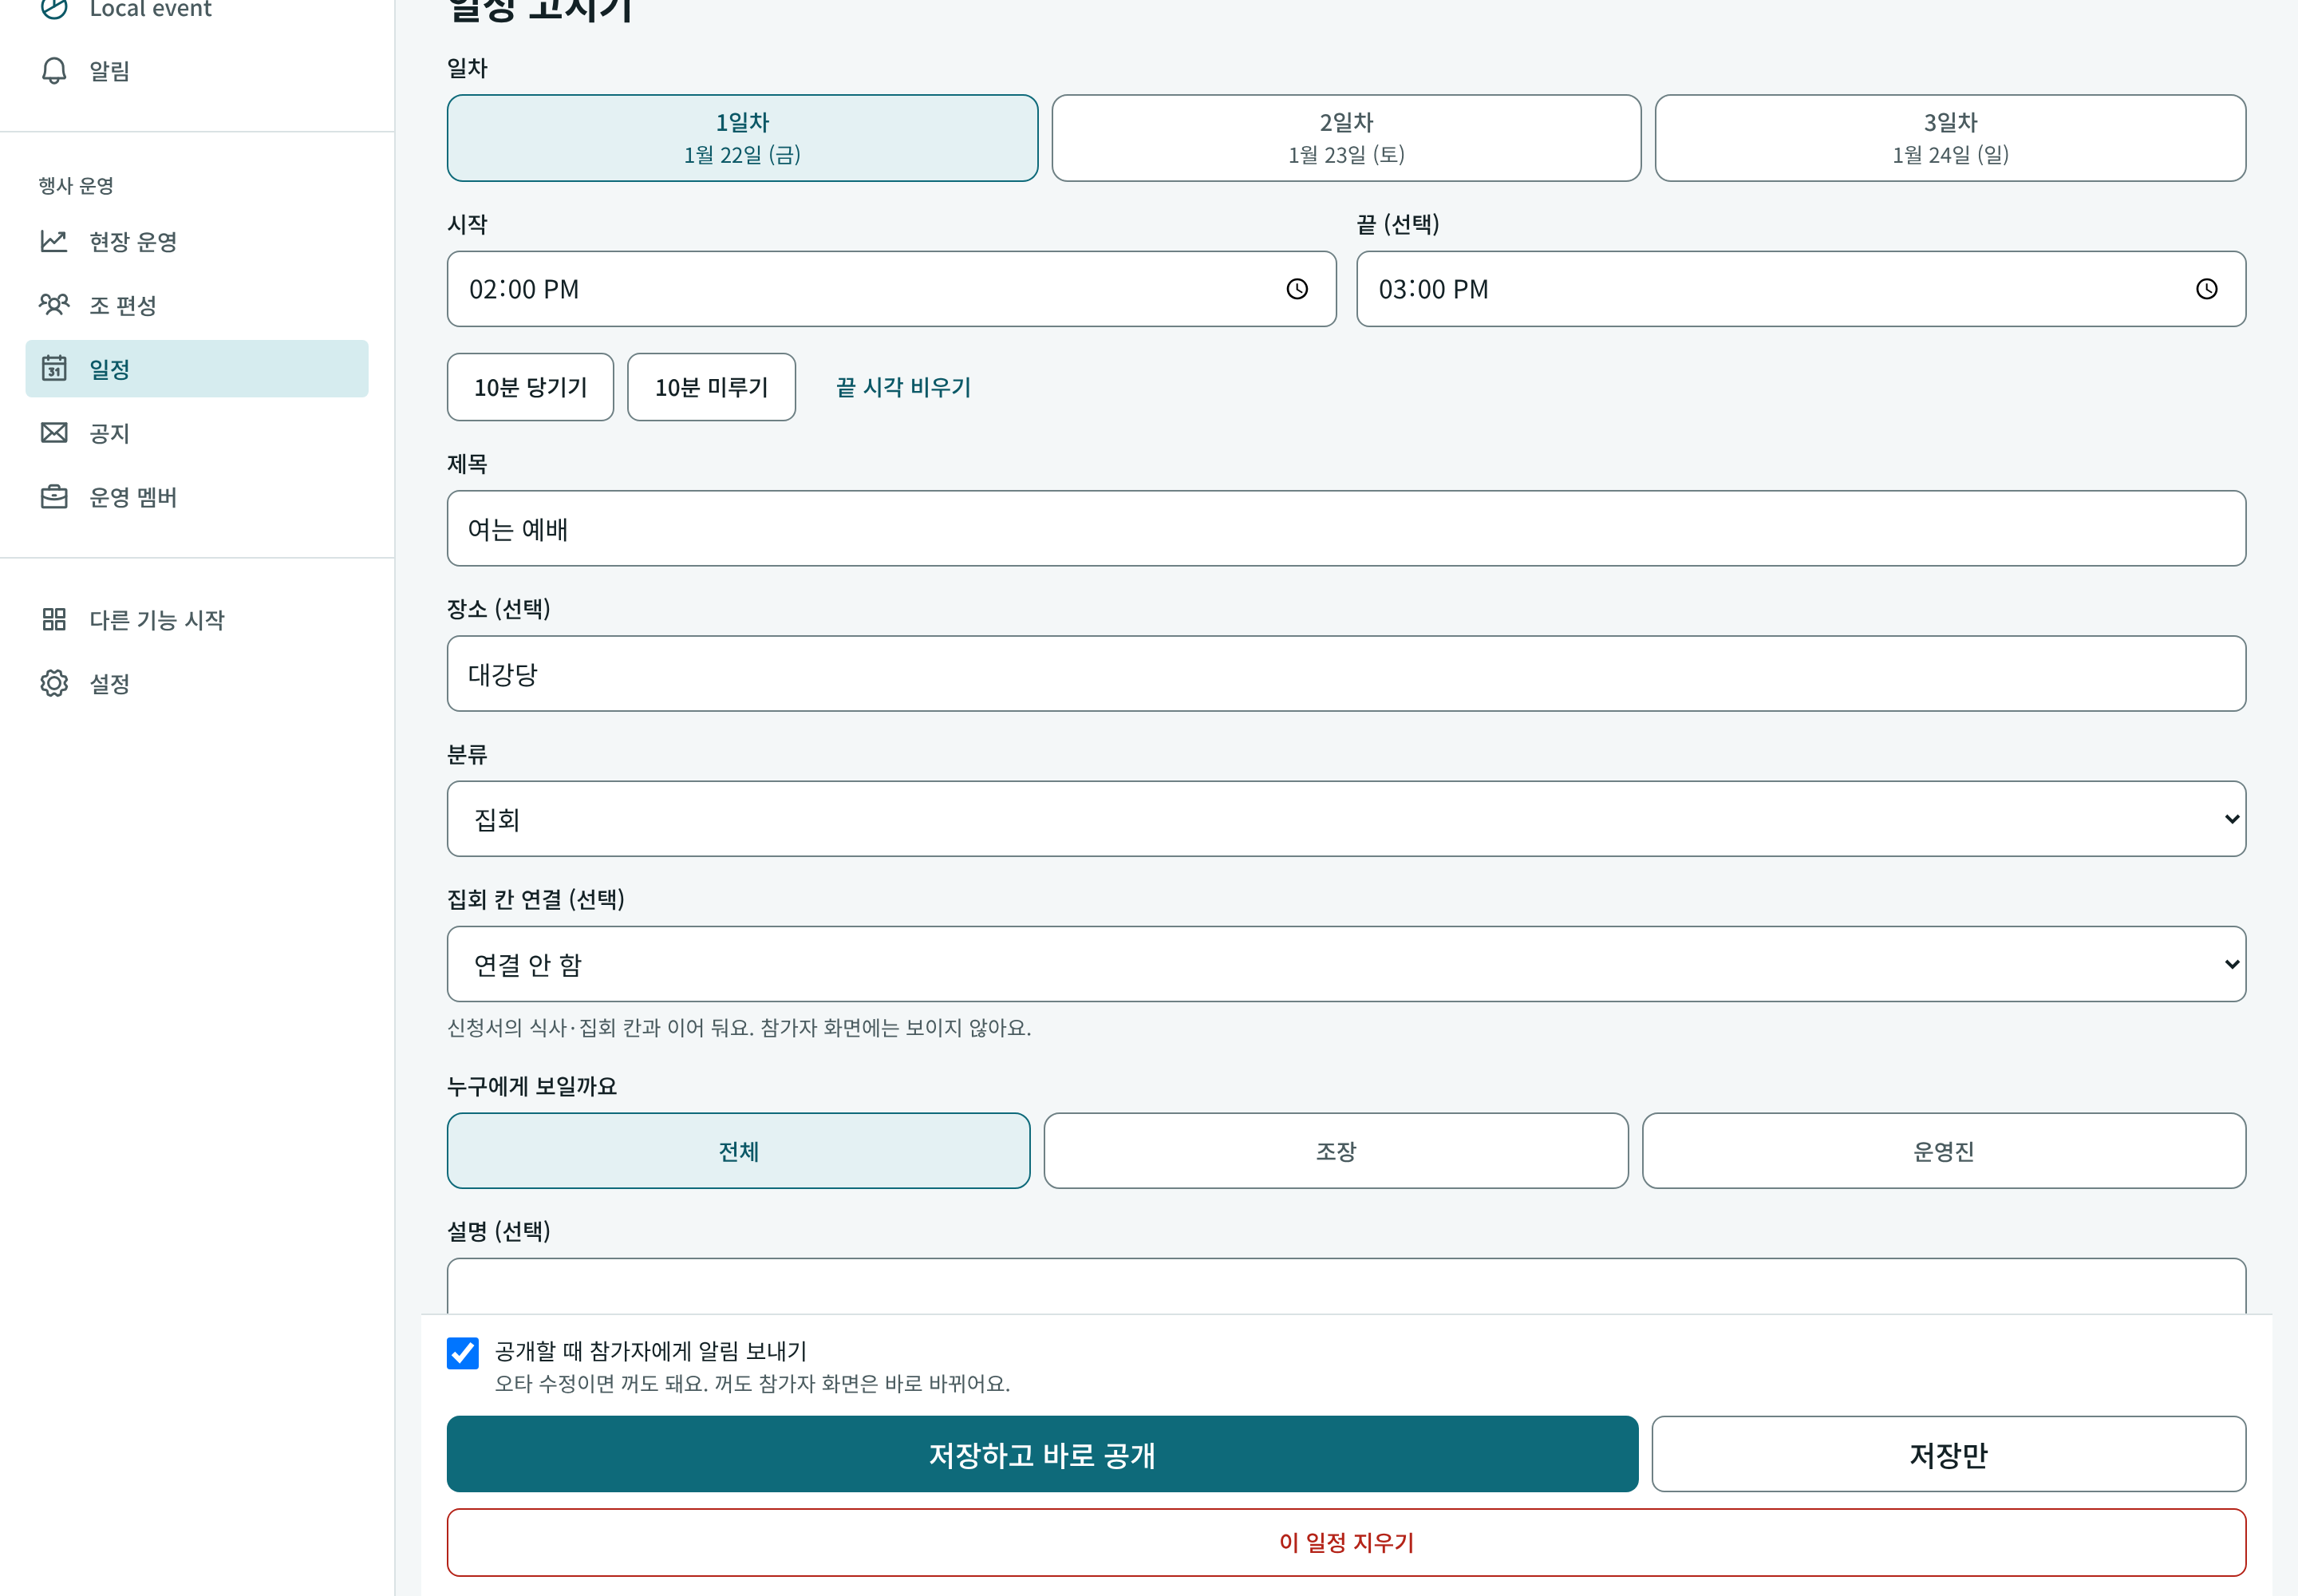 Local event
알림
행사 운영
현장 운영
조 편성
31
일정
공지
운영 멤버
다른 기능 시작
설정
일정 고치기
일차
1일차
1월 22일 (금)
2일차
1월 23일 (토)
3일차
1월 24일 (일)
시작
끝 (선택)
02:00 PM
03:00 PM
10분 당기기
10분 미루기
끝 시각 비우기
제목
여는 예배
장소 (선택)
대강당
분류
집회
집회 칸 연결 (선택)
연결 안 함
신청서의 식사·집회 칸과 이어 둬요. 참가자 화면에는 보이지 않아요.
누구에게 보일까요
전체
조장
운영진
설명 (선택)
공개할 때 참가자에게 알림 보내기
오타 수정이면 꺼도 돼요. 꺼도 참가자 화면은 바로 바뀌어요.
저장하고 바로 공개
저장만
이 일정 지우기